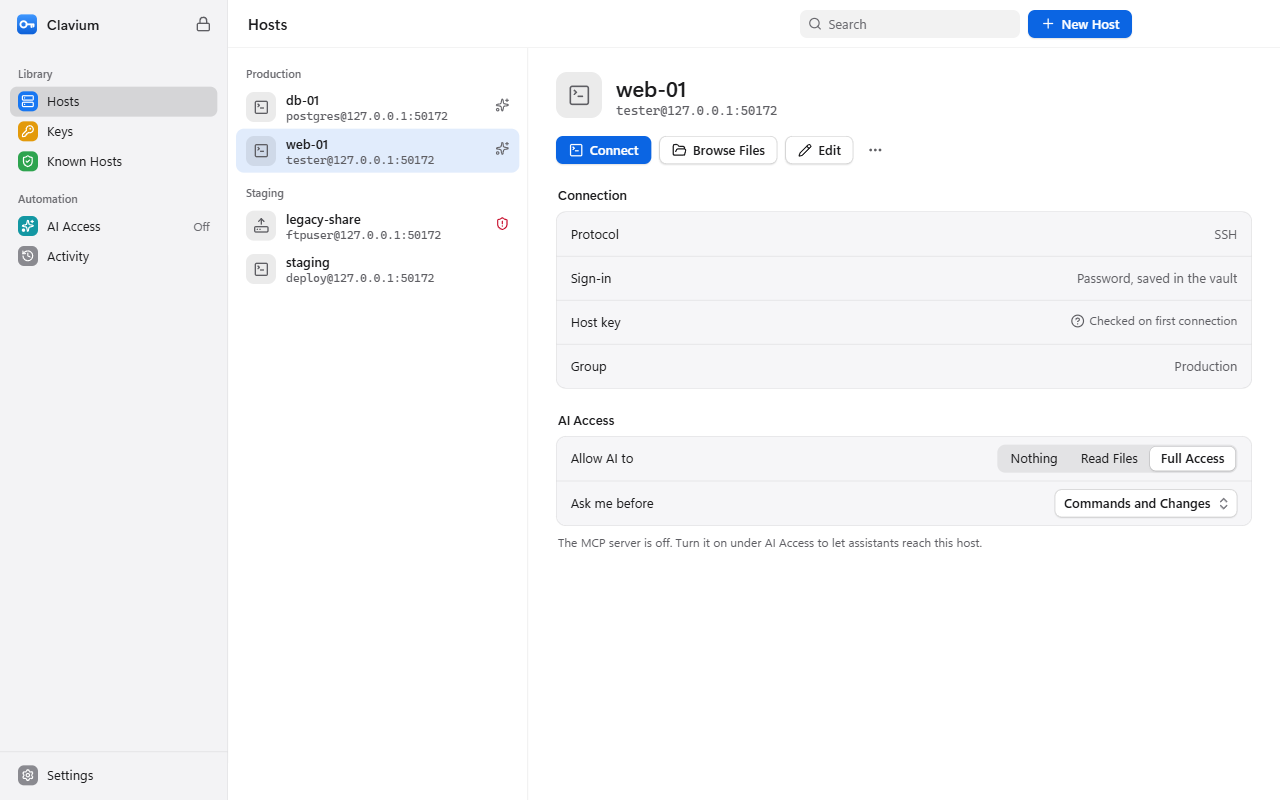 Clavium
Library
Hosts
Keys
Known Hosts
Automation
AI Access Off
Activity
Settings
Hosts
Search
New Host
Production
db-01
postgres@127.0.0.1:50172
web-01
tester@127.0.0.1:50172
Staging
legacy-share
ftpuser@127.0.0.1:50172
staging
deploy@127.0.0.1:50172
web-01
tester@127.0.0.1:50172
Connect Browse Files Edit
Connection
Protocol SSH
Sign-in Password, saved in the vault
Host key Checked on first connection
Group Production
AI Access
Allow AI to Nothing Read Files Full Access
Ask me before Commands and Changes
The MCP server is off. Turn it on under AI Access to let assistants reach this host.